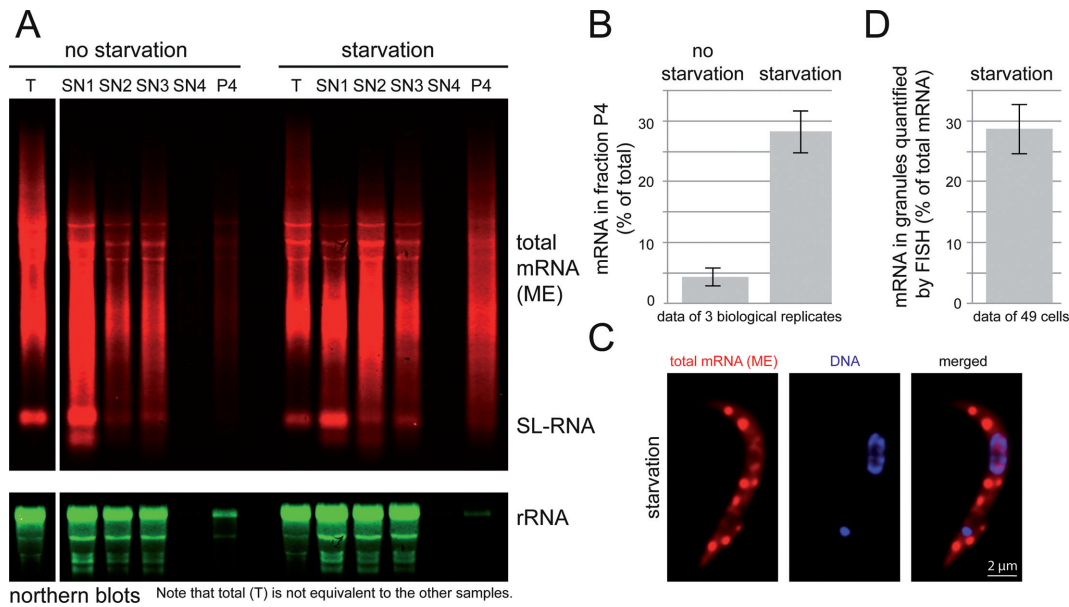 A
no starvation
starvation
T SN1 SN2 SN3 SN4 P4
T SN1 SN2 SN3 SN4 P4
total
mRNA
(ME)
SL-RNA
rRNA
northern blots
Note that total (T) is not equivalent to the other samples.
B
no
starvation
starvation
mRNA in fraction P4
(% of total)
30
20
10
0
data of 3 biological replicates
D
starvation
mRNA in granules quantified
by FISH (% of total mRNA)
30
20
10
0
data of 49 cells
C
total mRNA (ME)
DNA
merged
starvation
2 µm